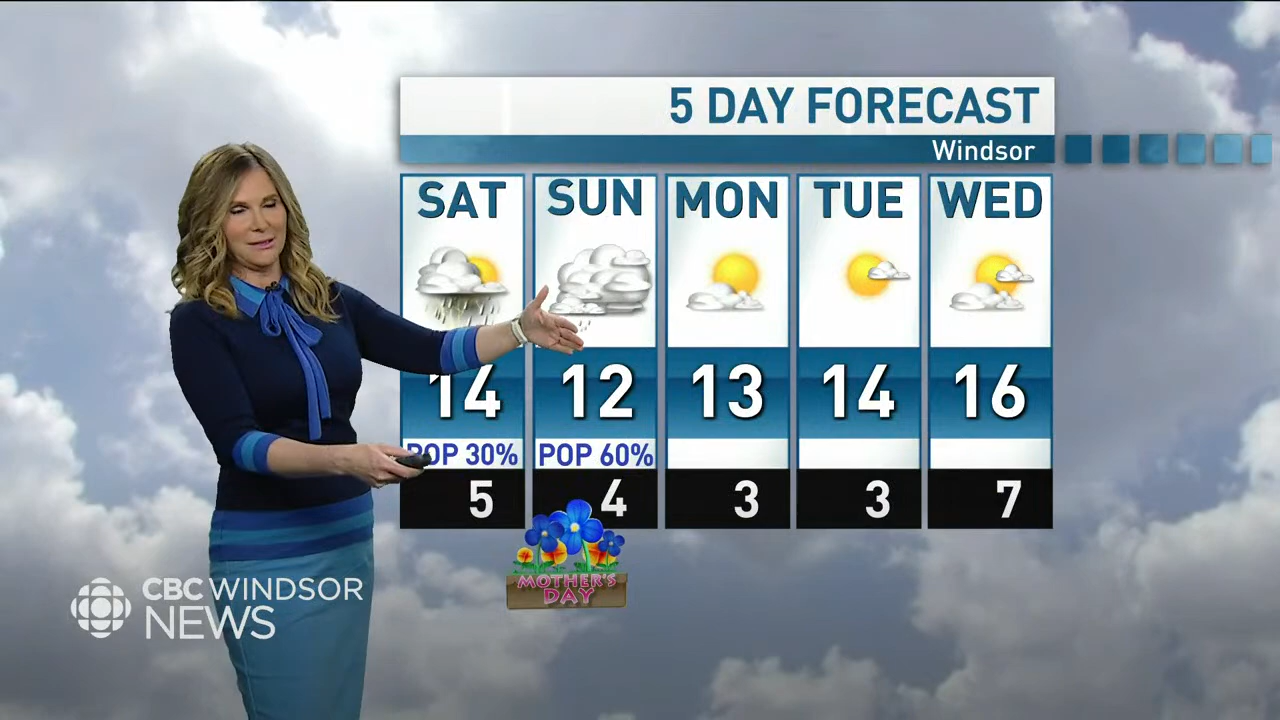 5 DAY FORECAST
Windsor
SAT SUN MON TUE WED
14 12 13 14 16
POP 30% POP 60%
5 4 3 3 7
MOTHER'S
DAY
CBC WINDSOR
NEWS